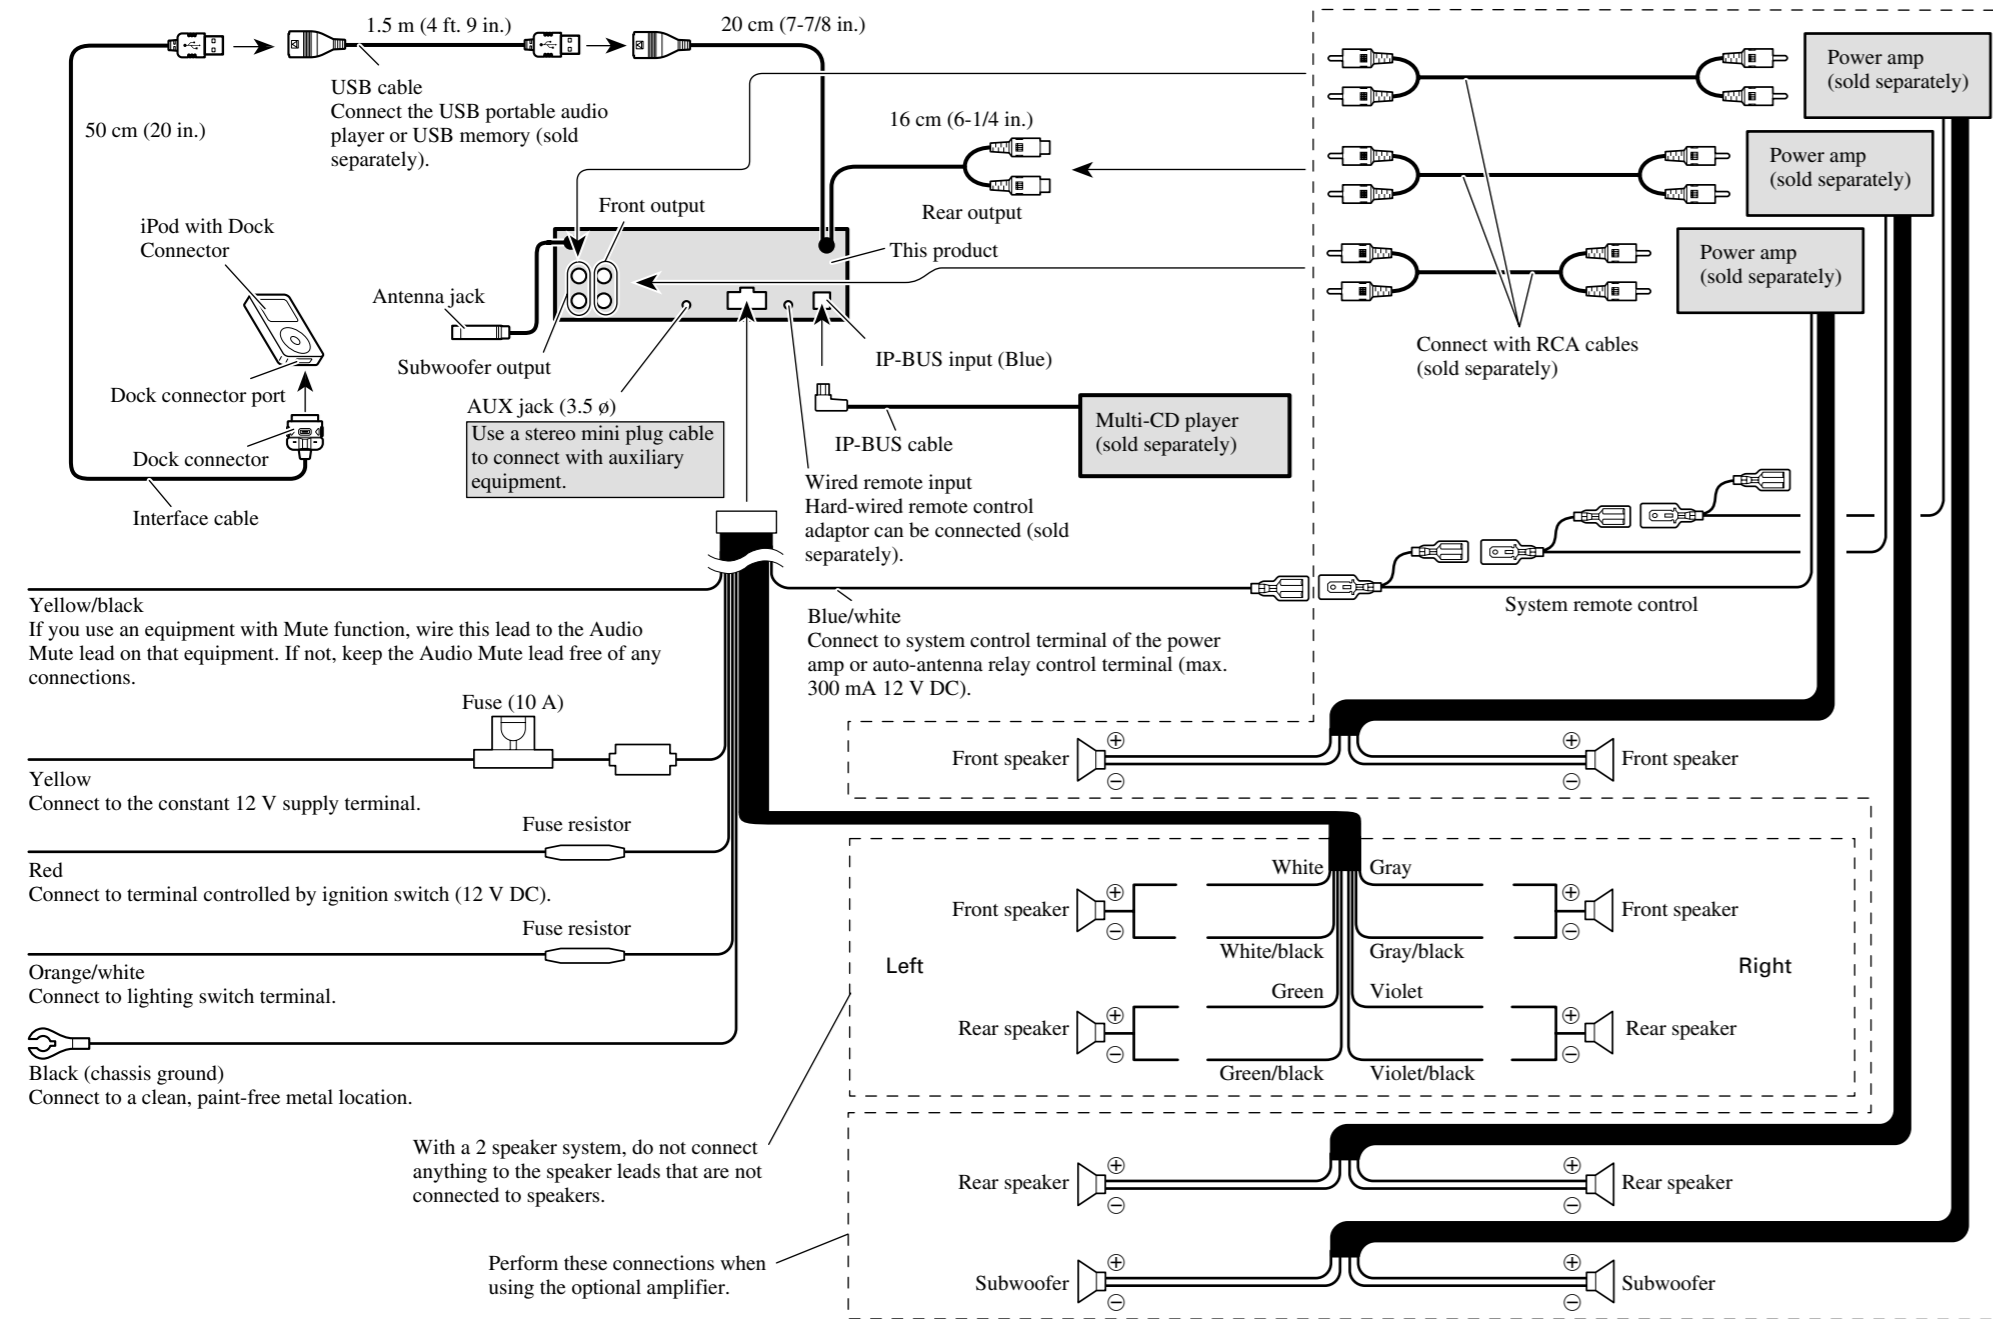 1.5 m (4 ft. 9 in.)
20 cm (7-7/8 in.)
USB cable
Connect the USB portable audio
player or USB memory (sold
separately).
50 cm (20 in.)
16 cm (6-1/4 in.)
Power amp
(sold separately)
Power amp
(sold separately)
Power amp
(sold separately)
Front output
Rear output
iPod with Dock
Connector
This product
Antenna jack
Subwoofer output
IP-BUS input (Blue)
Connect with RCA cables
(sold separately)
Dock connector port
AUX jack (3.5 ø)
Use a stereo mini plug cable
to connect with auxiliary
equipment.
IP-BUS cable
Multi-CD player
(sold separately)
Dock connector
Interface cable
Wired remote input
Hard-wired remote control
adaptor can be connected (sold
separately).
Yellow/black
If you use an equipment with Mute function, wire this lead to the Audio
Mute lead on that equipment. If not, keep the Audio Mute lead free of any
connections.
Blue/white
Connect to system control terminal of the power
amp or auto-antenna relay control terminal (max.
300 mA 12 V DC).
System remote control
Fuse (10 A)
Yellow
Connect to the constant 12 V supply terminal.
Front speaker
⊕
⊖
⊕
⊖
Front speaker
Fuse resistor
Red
Connect to terminal controlled by ignition switch (12 V DC).
Fuse resistor
Orange/white
Connect to lighting switch terminal.
Black (chassis ground)
Connect to a clean, paint-free metal location.
White
Gray
Front speaker
⊕
⊖
⊕
⊖
Front speaker
White/black
Gray/black
Left
Right
Green
Violet
Rear speaker
⊕
⊖
⊕
⊖
Rear speaker
Green/black
Violet/black
With a 2 speaker system, do not connect
anything to the speaker leads that are not
connected to speakers.
Rear speaker
⊕
⊖
⊕
⊖
Rear speaker
Perform these connections when
using the optional amplifier.
Subwoofer
⊕
⊖
⊕
⊖
Subwoofer